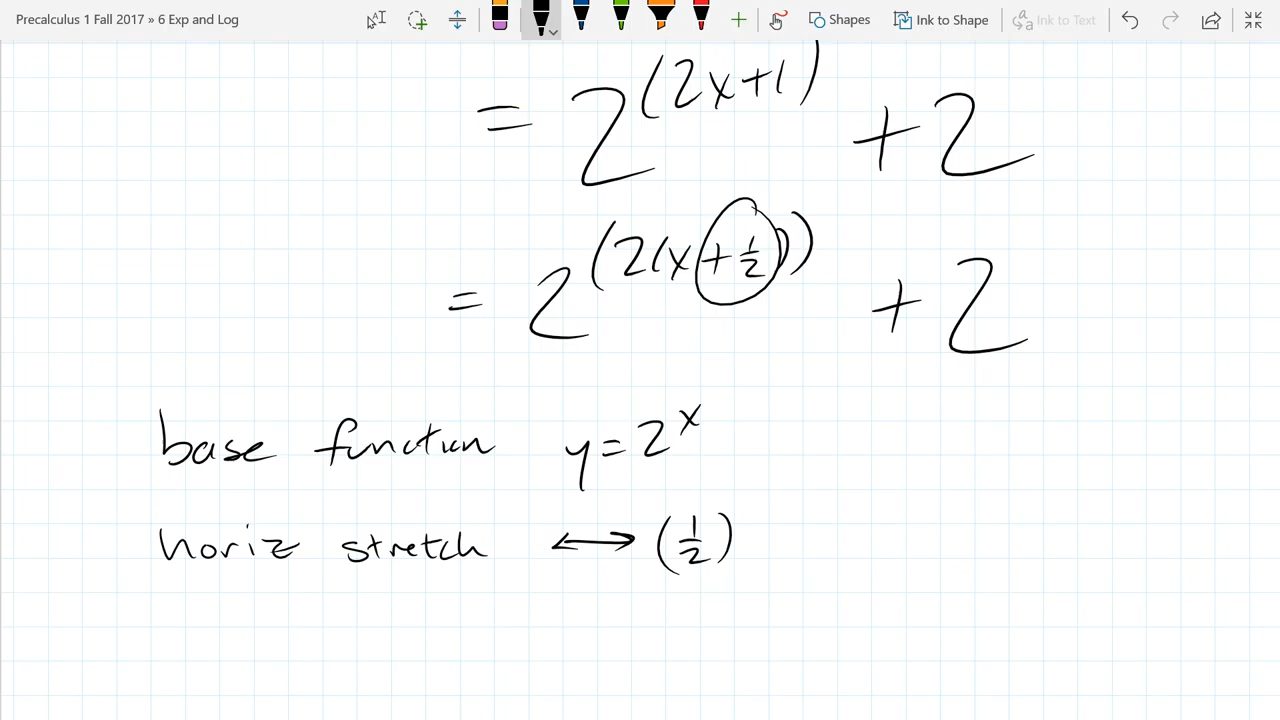 Precalculus 1 Fall 2017 » 6 Exp and Log Shapes Ink to Shape Ink to Text
= 2^(2x+1) + 2
= 2^(2(x+1/2)) + 2
base function y=2^x
horiz stretch ↔ (1/2)